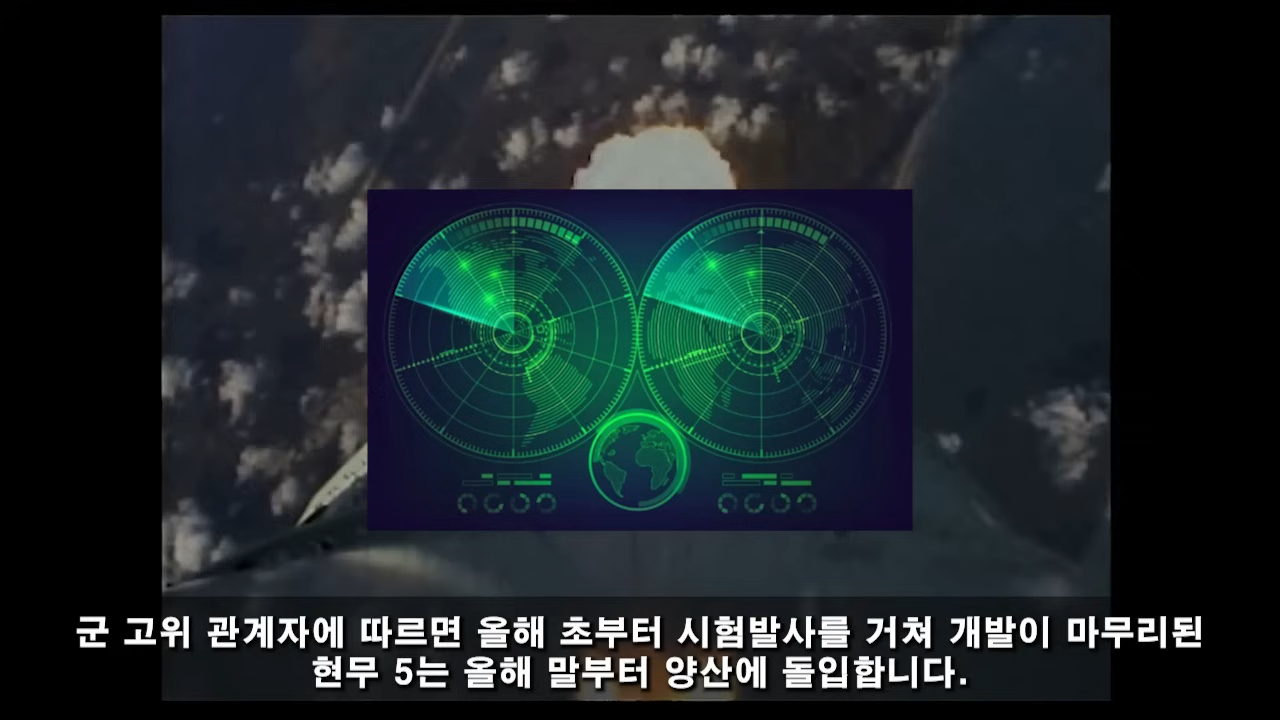 군 고위 관계자에 따르면 올해 초부터 시험발사를 거쳐 개발이 마무리된
현무 5는 올해 말부터 양산에 돌입합니다.